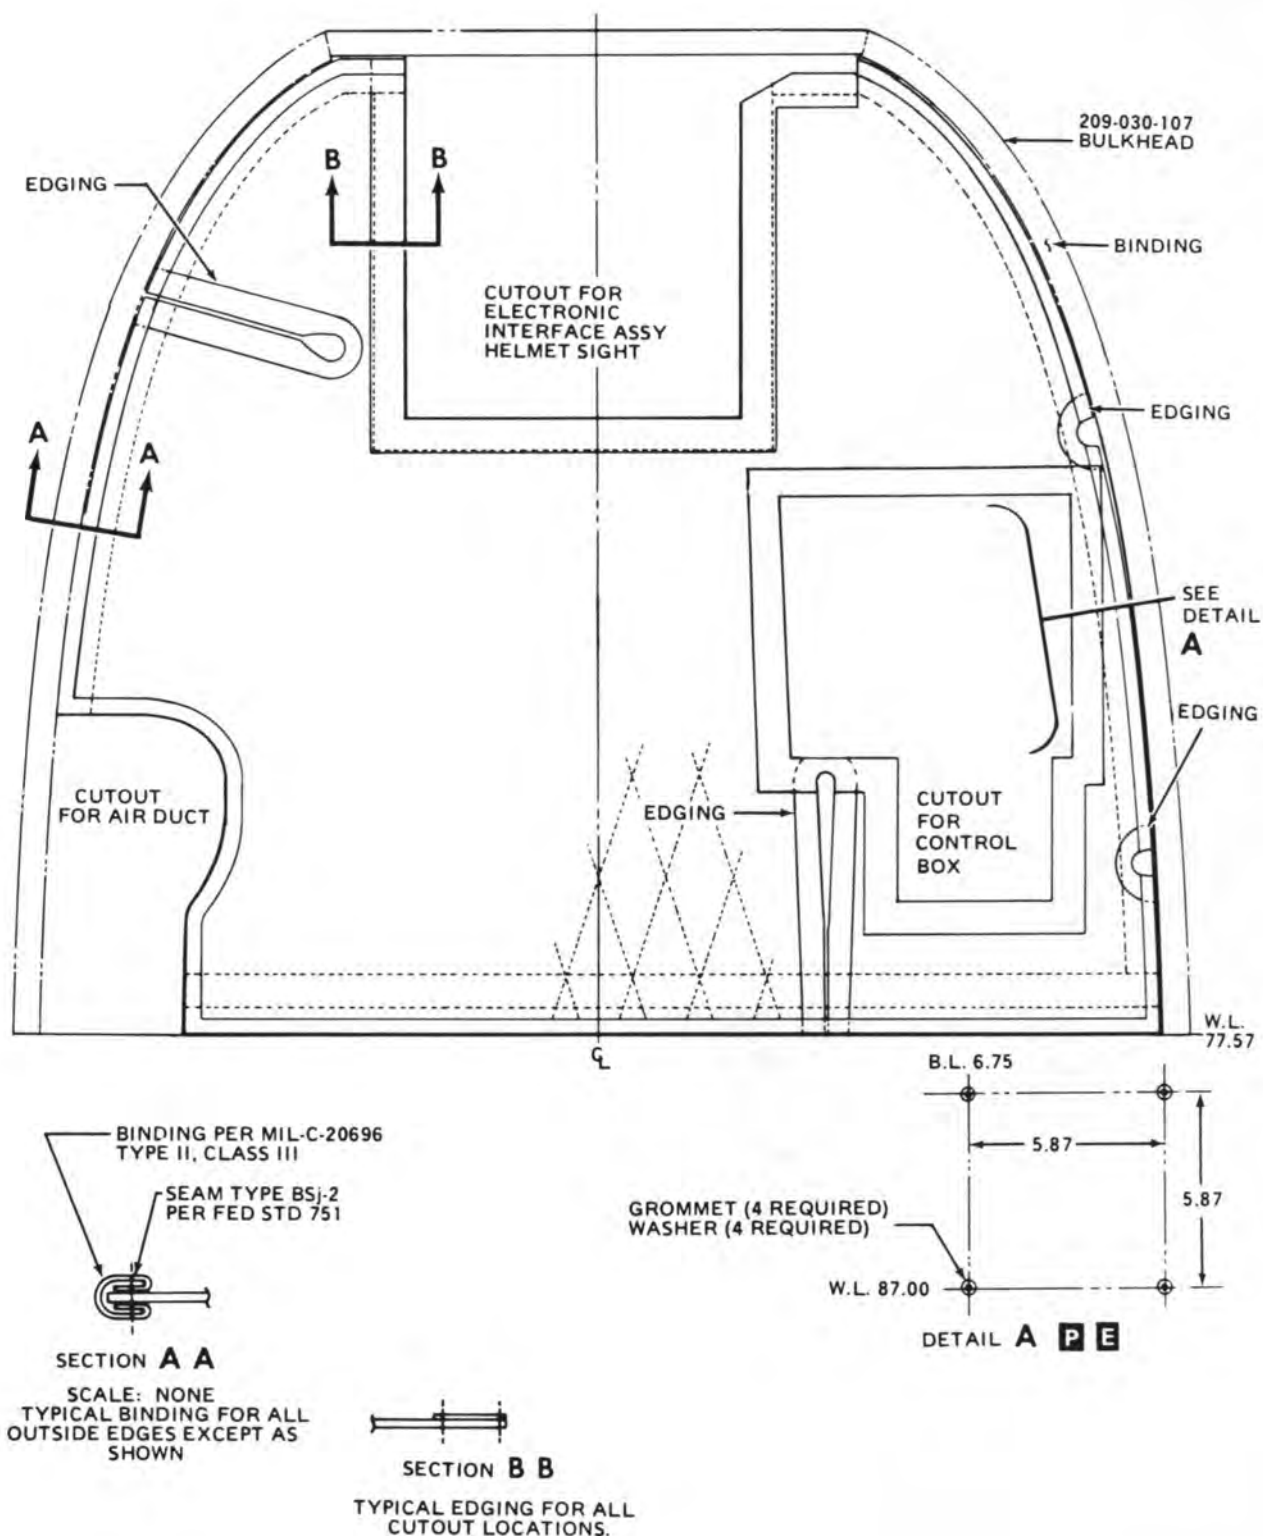 209-030-107
BULKHEAD
B B
EDGING
BINDING
CUTOUT FOR
ELECTRONIC
INTERFACE ASSY
HELMET SIGHT
EDGING
A A
SEE
DETAIL
A
EDGING
CUTOUT
FOR AIR DUCT
EDGING
CUTOUT
FOR
CONTROL
BOX
W.L.
77.57
℄
B.L. 6.75
BINDING PER MIL-C-20696
TYPE II, CLASS III
5.87
SEAM TYPE BSj-2
PER FED STD 751
5.87
GROMMET (4 REQUIRED)
WASHER (4 REQUIRED)
W.L. 87.00
DETAIL A P E
SECTION A A
SCALE: NONE
TYPICAL BINDING FOR ALL
OUTSIDE EDGES EXCEPT AS
SHOWN
SECTION B B
TYPICAL EDGING FOR ALL
CUTOUT LOCATIONS.